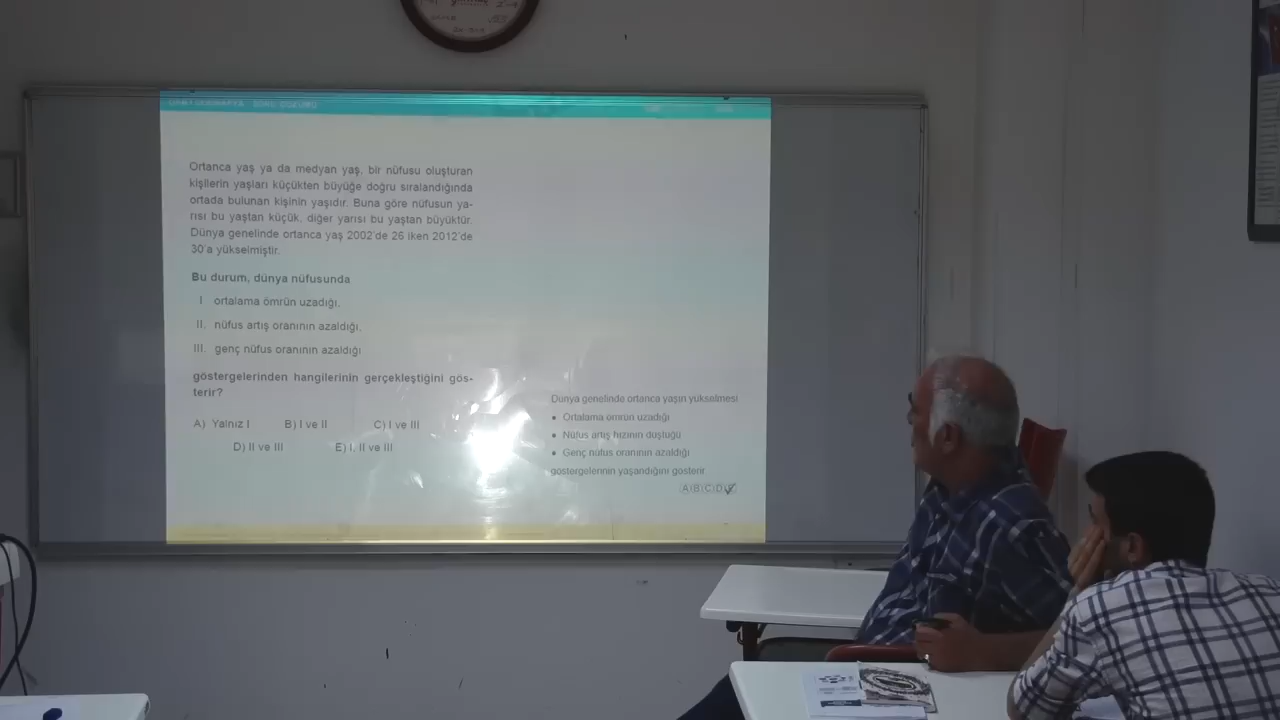 Ortanca yaş ya da medyan yaş, bir nüfusu oluşturan
kişilerin yaşları küçükten büyüğe doğru sıralandığında
ortada bulunan kişinin yaşıdır. Buna göre nüfusun ya-
rısı bu yaştan küçük, diğer yarısı bu yaştan büyüktür.
Dünya genelinde ortanca yaş 2002'de 26 iken 2012'de
30'a yükselmiştir.
Bu durum, dünya nüfusunda
I ortalama ömrün uzadığı,
II. nüfus artış oranının azaldığı,
III. genç nüfus oranının azaldığı
göstergelerinden hangilerinin gerçekleştiğini gös-
terir?
A) Yalnız I B) I ve II C) I ve III
D) II ve III E) I, II ve III
Dünya genelinde ortanca yaşın yükselmesi
• Ortalama ömrün uzadığı
• Nüfus artış hızının düştüğü
• Genç nüfus oranının azaldığı
göstergelerinin yaşandığını gösterir
A B C D E